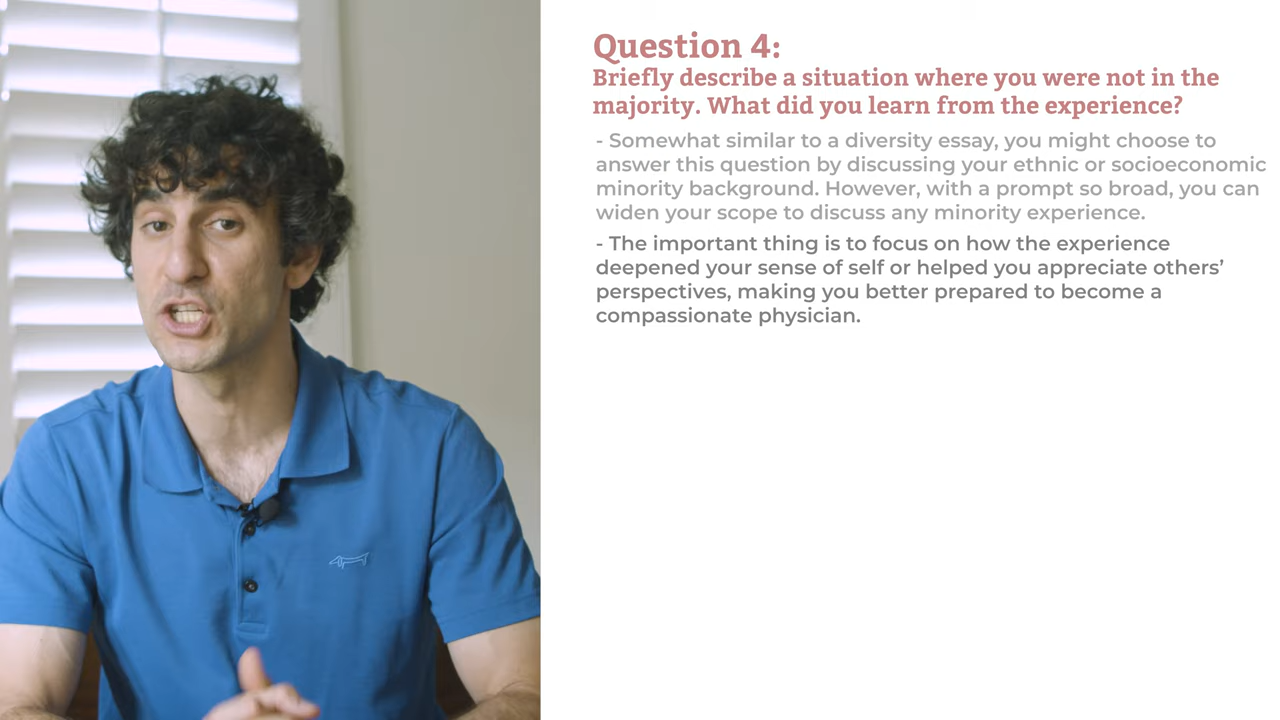 Question 4:
Briefly describe a situation where you were not in the
majority. What did you learn from the experience?
- Somewhat similar to a diversity essay, you might choose to
answer this question by discussing your ethnic or socioeconomic
minority background. However, with a prompt so broad, you can
widen your scope to discuss any minority experience.
- The important thing is to focus on how the experience
deepened your sense of self or helped you appreciate others’
perspectives, making you better prepared to become a
compassionate physician.